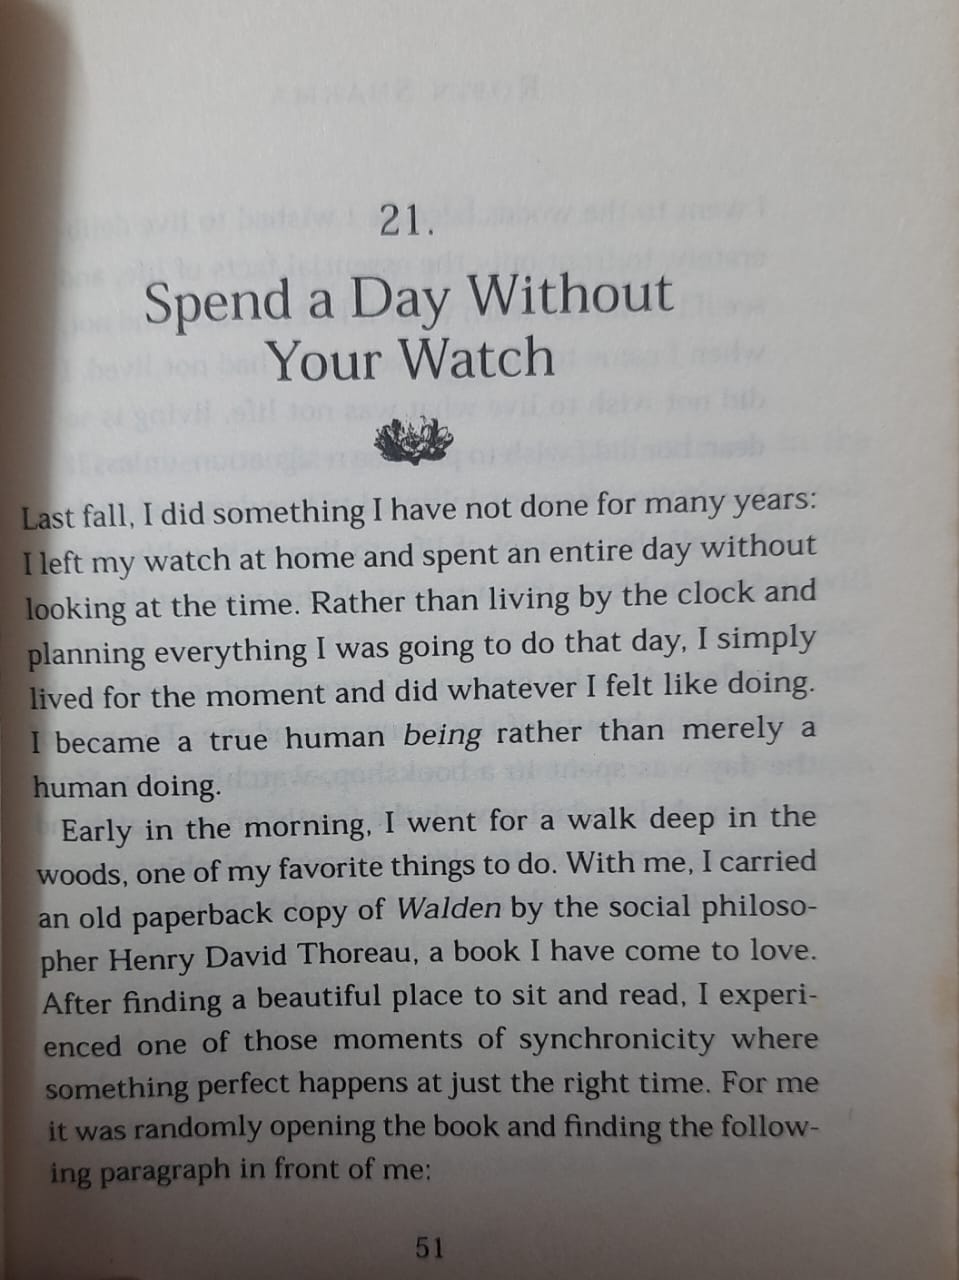 21.
Spend a Day Without
Your Watch
Last fall, I did something I have not done for many years:
I left my watch at home and spent an entire day without
looking at the time. Rather than living by the clock and
planning everything I was going to do that day, I simply
lived for the moment and did whatever I felt like doing.
I became a true human being rather than merely a
human doing.
Early in the morning, I went for a walk deep in the
woods, one of my favorite things to do. With me, I carried
an old paperback copy of Walden by the social philoso-
pher Henry David Thoreau, a book I have come to love.
After finding a beautiful place to sit and read, I experi-
enced one of those moments of synchronicity where
something perfect happens at just the right time. For me
it was randomly opening the book and finding the follow-
ing paragraph in front of me:
51